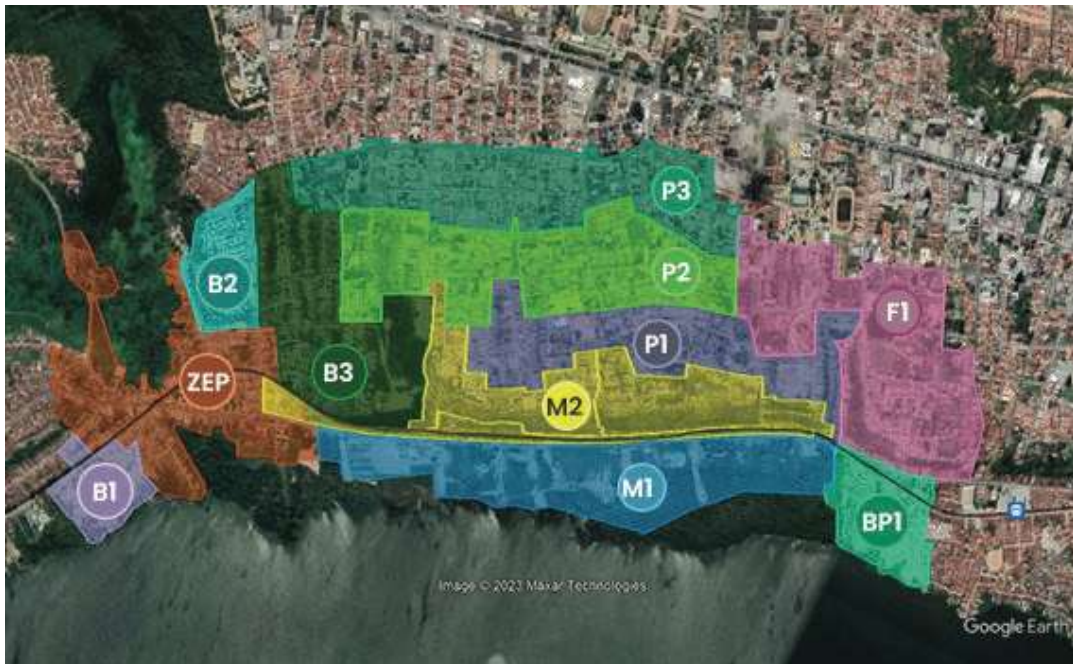 P3
B2
P2
F1
P1
ZEP
B3
M2
B1
M1
BP1
Image © 2023 Maxar Technologies
Google Earth